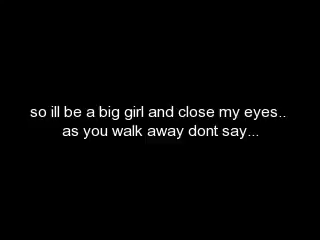 so ill be a big girl and close my eyes..
as you walk away dont say...